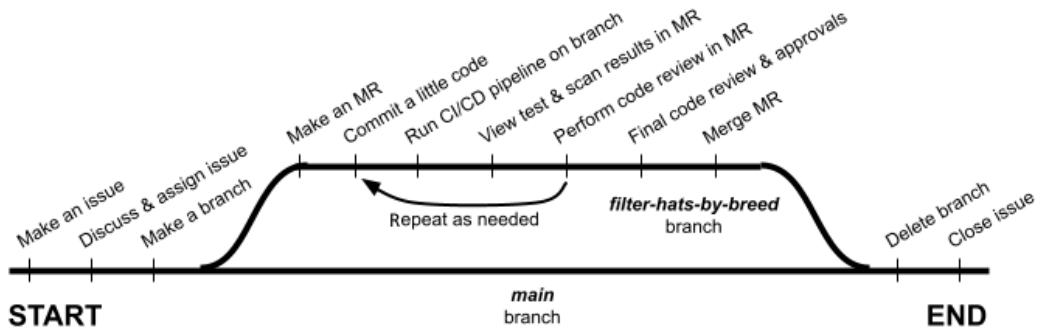 Make an issue
Discuss & assign issue
Make a branch
Make an MR
Commit a little code
Run CI/CD pipeline on branch
View test & scan results in MR
Perform code review in MR
Final code review & approvals
Merge MR
Repeat as needed
filter-hats-by-breed
branch
Delete branch
Close issue
START
main
branch
END